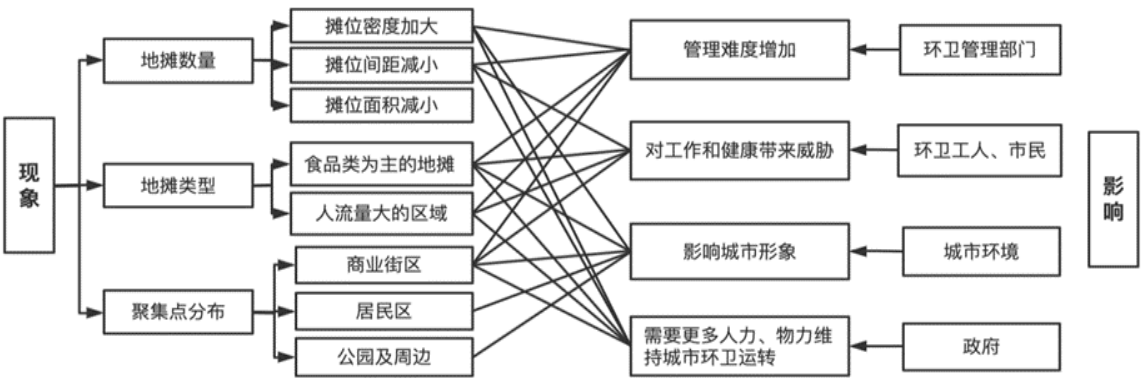 现象
地摊数量
地摊类型
聚集点分布
摊位密度加大
摊位间距减小
摊位面积减小
食品类为主的地摊
人流量大的区域
商业街区
居民区
公园及周边
管理难度增加
对工作和健康带来威胁
影响城市形象
需要更多人力、物力维
持城市环卫运转
环卫管理部门
环卫工人、市民
城市环境
政府
影响